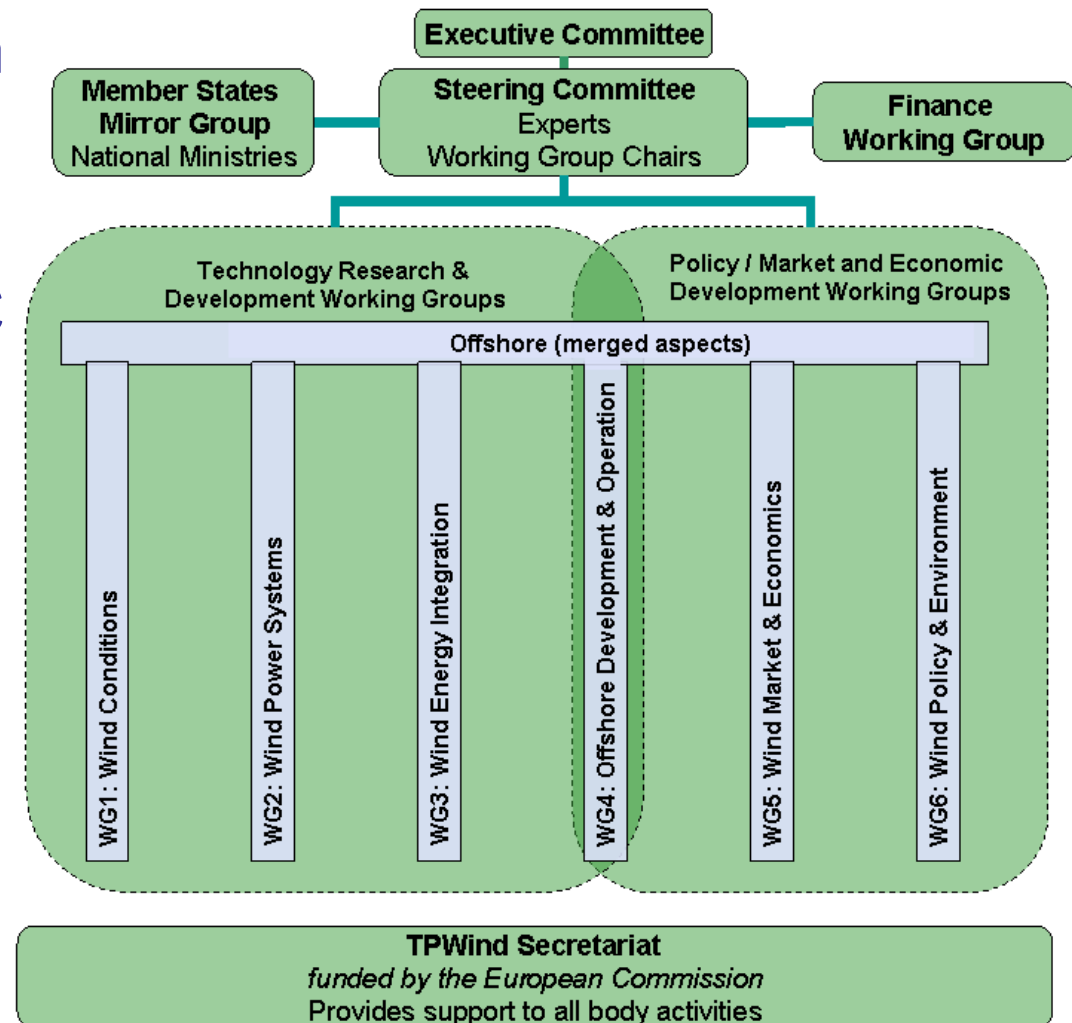 Executive Committee
Member States
Mirror Group
National Ministries
Steering Committee
Experts
Working Group Chairs
Finance
Working Group
Technology Research &
Development Working Groups
Policy / Market and Economic
Development Working Groups
Offshore (merged aspects)
WG1: Wind Conditions
WG2: Wind Power Systems
WG3: Wind Energy Integration
WG4: Offshore Development & Operation
WG5: Wind Market & Economics
WG6: Wind Policy & Environment
TPWind Secretariat
funded by the European Commission
Provides support to all body activities